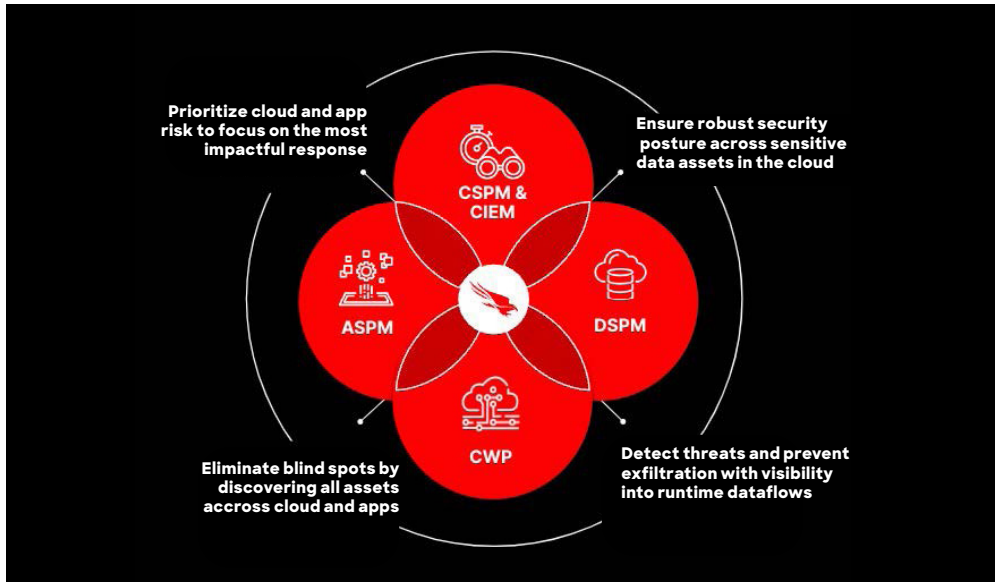 Prioritize cloud and app
risk to focus on the most
impactful response
Ensure robust security
posture across sensitive
data assets in the cloud
CSPM &
CIEM
ASPM
DSPM
CWP
Eliminate blind spots by
discovering all assets
accross cloud and apps
Detect threats and prevent
exfiltration with visibility
into runtime dataflows